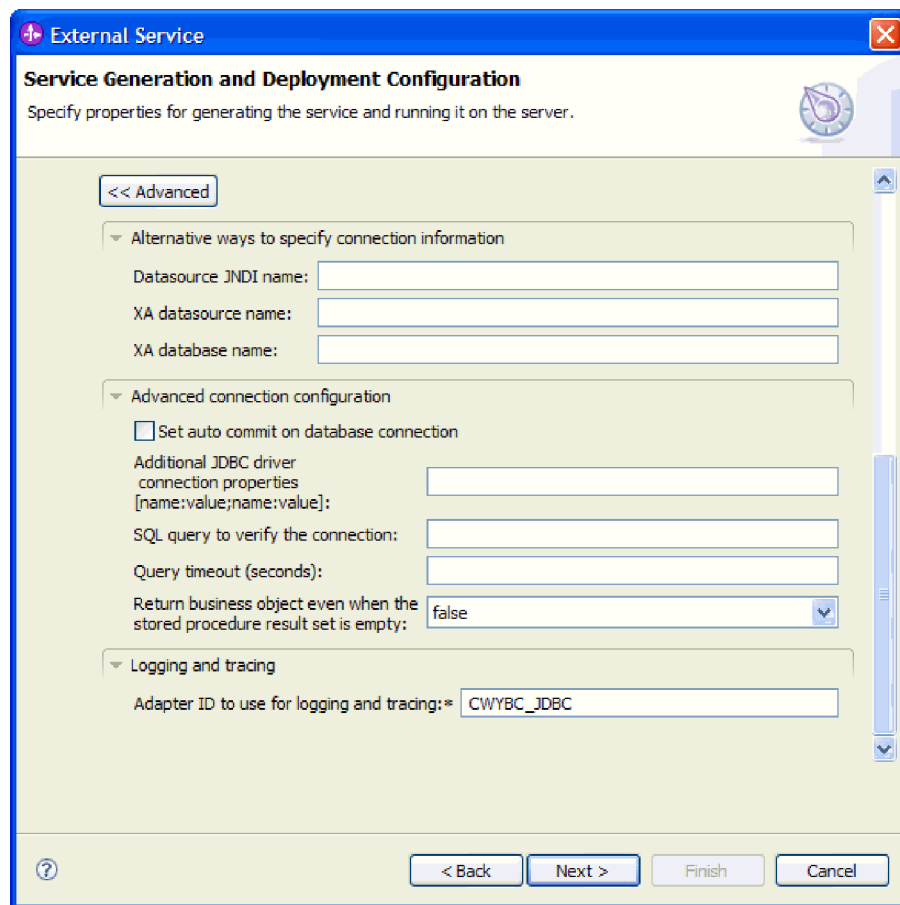 External Service
Service Generation and Deployment Configuration
Specify properties for generating the service and running it on the server.
<< Advanced
Alternative ways to specify connection information
Datasource JNDI name:
XA datasource name:
XA database name:
Advanced connection configuration
Set auto commit on database connection
Additional JDBC driver
connection properties
[name:value;name:value]:
SQL query to verify the connection:
Query timeout (seconds):
Return business object even when the
stored procedure result set is empty:
false
Logging and tracing
Adapter ID to use for logging and tracing:* CWYBC_JDBC
? < Back Next > Finish Cancel